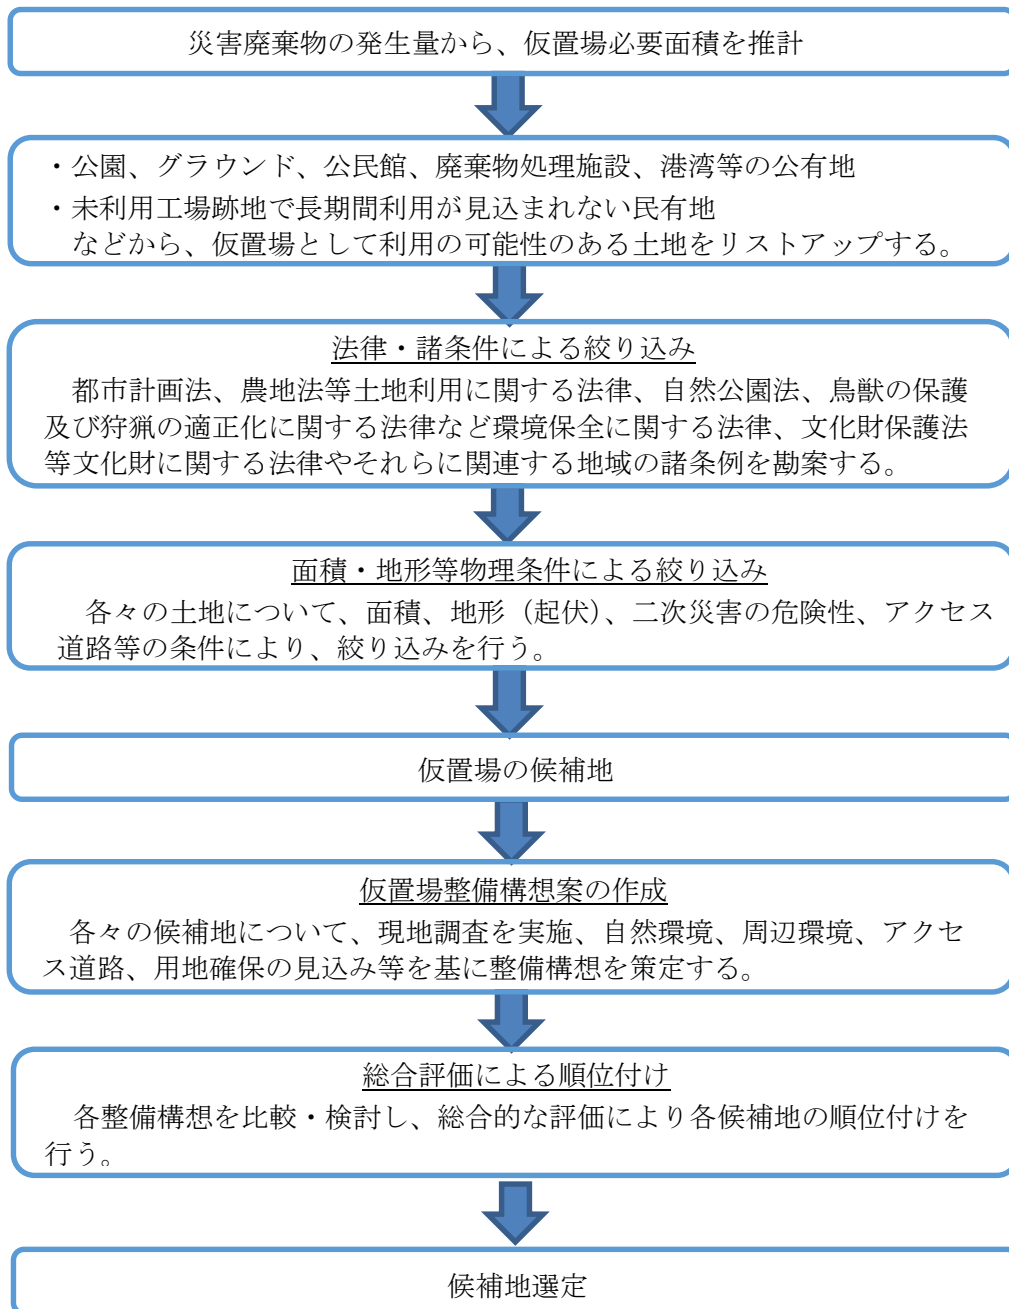 災害廃棄物の発生量から、仮置場必要面積を推計
・公園、グラウンド、公民館、廃棄物処理施設、港湾等の公有地
・未利用工場跡地で長期間利用が見込まれない民有地
などから、仮置場として利用の可能性のある土地をリストアップする。
法律・諸条件による絞り込み
都市計画法、農地法等土地利用に関する法律、自然公園法、鳥獣の保護
及び狩猟の適正化に関する法律など環境保全に関する法律、文化財保護法
等文化財に関する法律やそれらに関連する地域の諸条例を勘案する。
面積・地形等物理条件による絞り込み
各々の土地について、面積、地形（起伏）、二次災害の危険性、アクセス
道路等の条件により、絞り込みを行う。
仮置場の候補地
仮置場整備構想案の作成
各々の候補地について、現地調査を実施、自然環境、周辺環境、アクセ
ス道路、用地確保の見込み等を基に整備構想を策定する。
総合評価による順位付け
各整備構想を比較・検討し、総合的な評価により各候補地の順位付けを
行う。
候補地選定